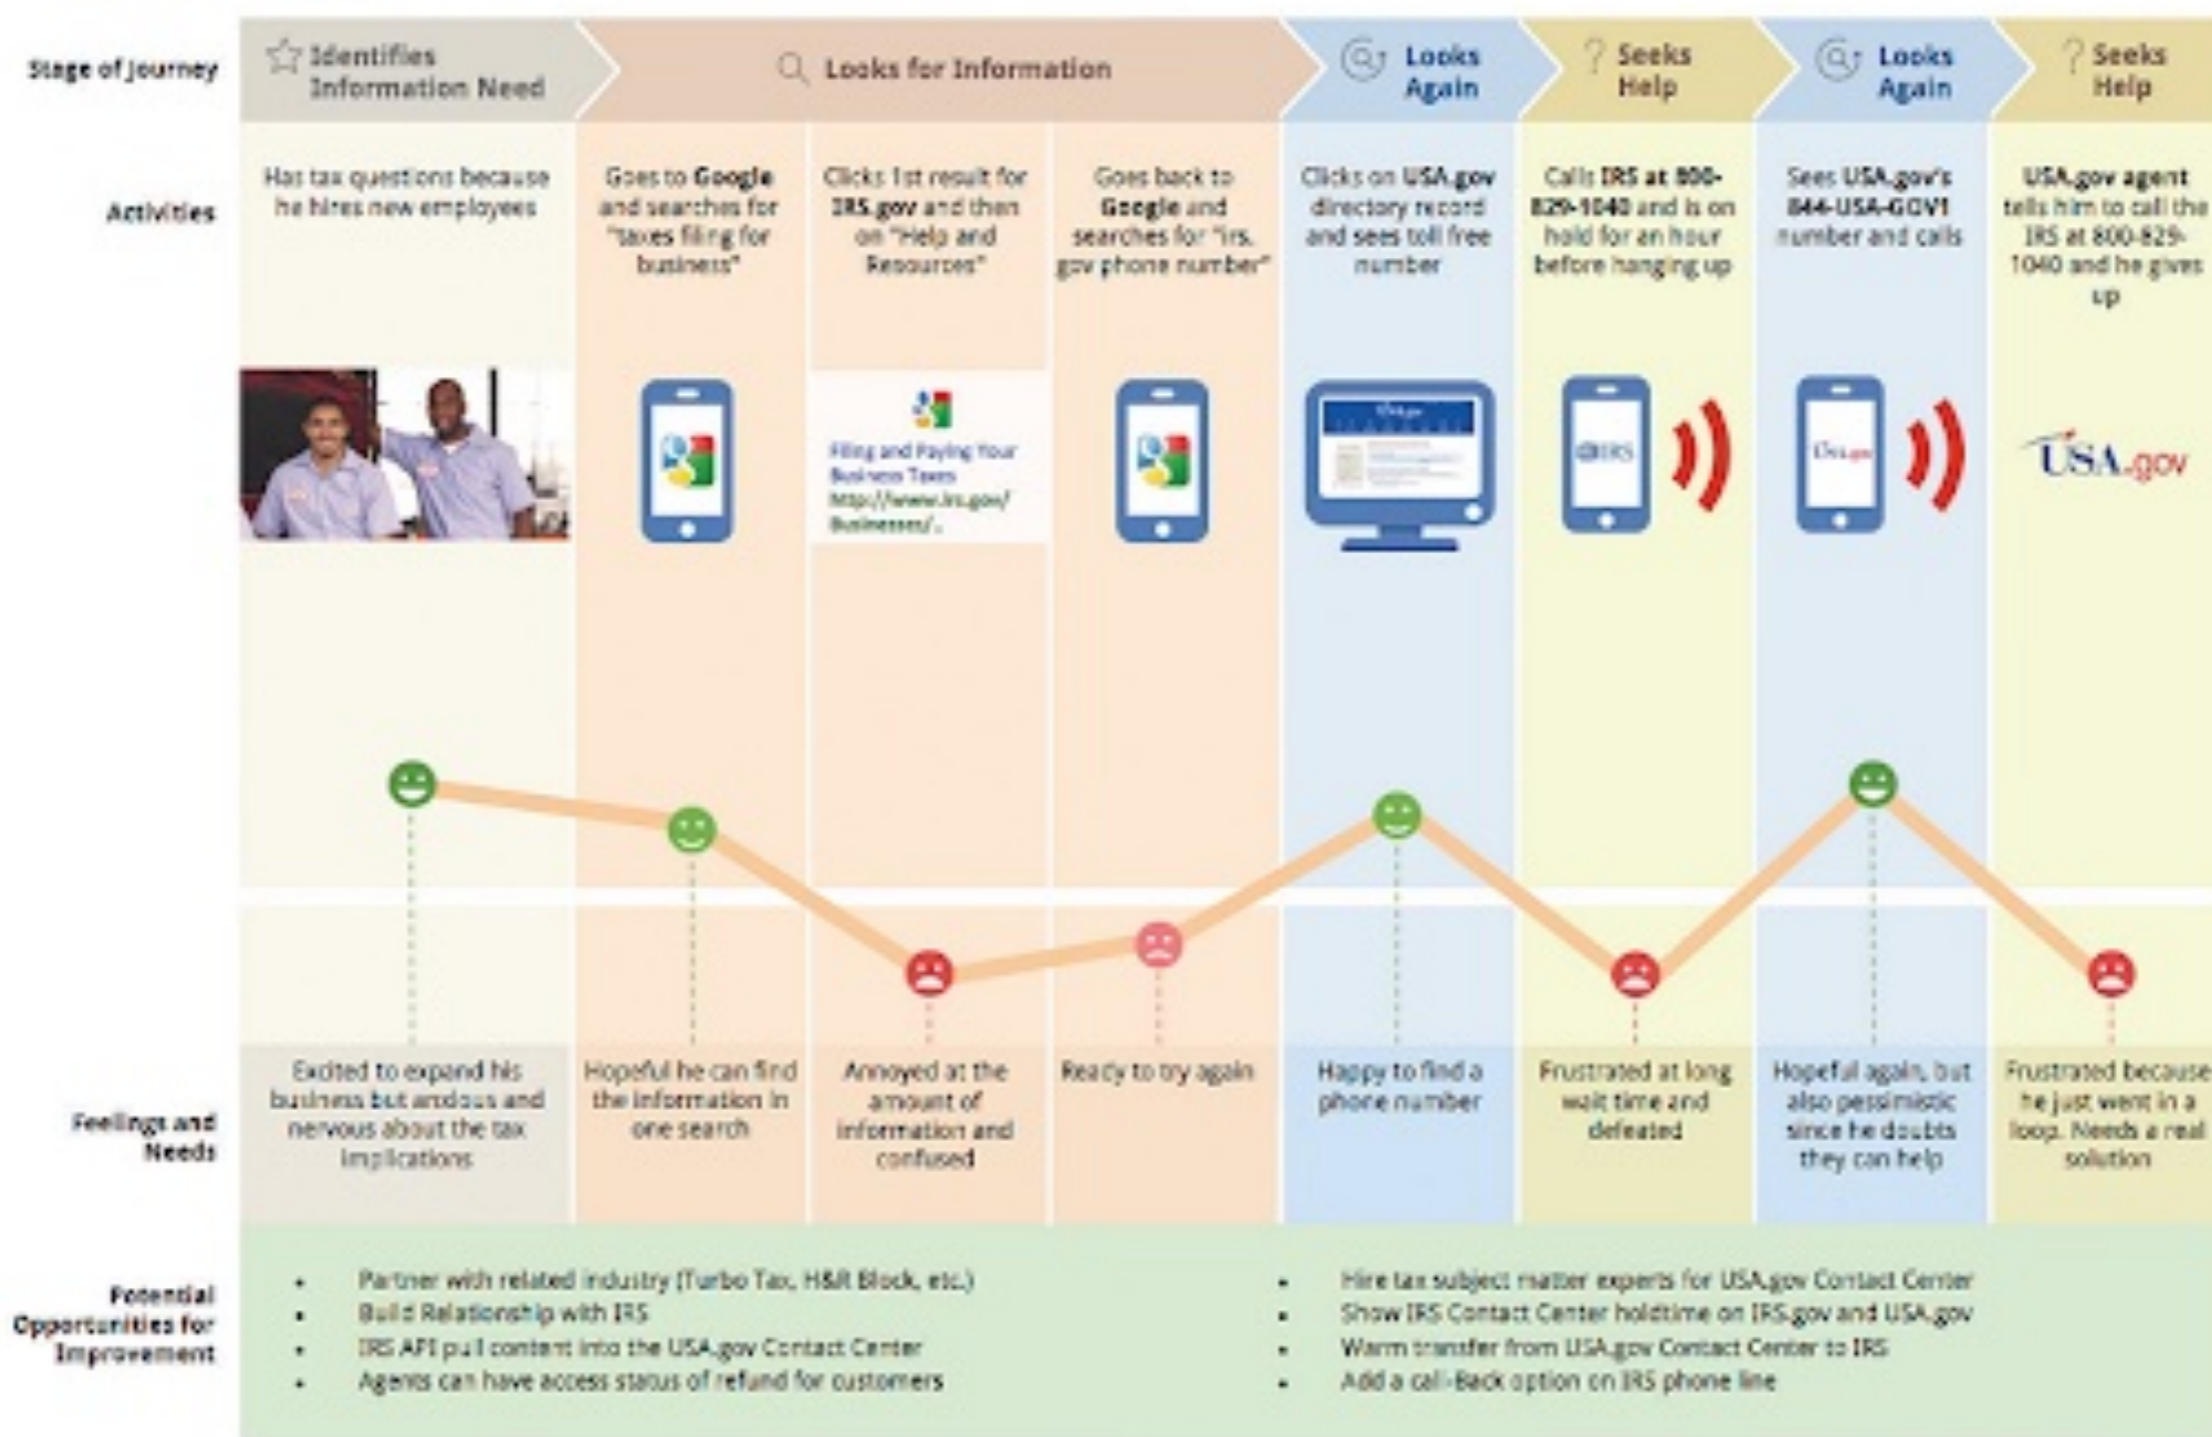 Stage of Journey
Identifies
Information Need
Looks for Information
Looks
Again
Seeks
Help
Looks
Again
Seeks
Help
Activities
Has tax questions because
he hires new employees
Goes to Google
and searches for
"taxes filing for
business"
Clicks 1st result for
IRS.gov and then
on "Help and
Resources"
Goes back to
Google and
searches for "irs.
gov phone number"
Clicks on USA.gov
directory record
and sees toll free
number
Calls IRS at 800-
829-1040 and is on
hold for an hour
before hanging up
Sees USA.gov's
844-USA-GOV1
number and calls
USA.gov agent
tells him to call the
IRS at 800-829-
1040 and he gives
up
Filing and Paying Your
Business Taxes
http://www.irs.gov/
Businesses/..
USA.gov
IRS
USA.gov
USA.gov
Feelings and
Needs
Excited to expand his
business but anxious and
nervous about the tax
implications
Hopeful he can find
the information in
one search
Annoyed at the
amount of
information and
confused
Ready to try again
Happy to find a
phone number
Frustrated at long
wait time and
defeated
Hopeful again, but
also pessimistic
since he doubts
they can help
Frustrated because
he just went in a
loop. Needs a real
solution
Potential
Opportunities for
Improvement
• Partner with related industry (Turbo Tax, H&R Block, etc.)
• Build Relationship with IRS
• IRS API pull content into the USA.gov Contact Center
• Agents can have access status of refund for customers
• Hire tax subject matter experts for USA.gov Contact Center
• Show IRS Contact Center holdtime on IRS.gov and USA.gov
• Warm transfer from USA.gov Contact Center to IRS
• Add a call-Back option on IRS phone line